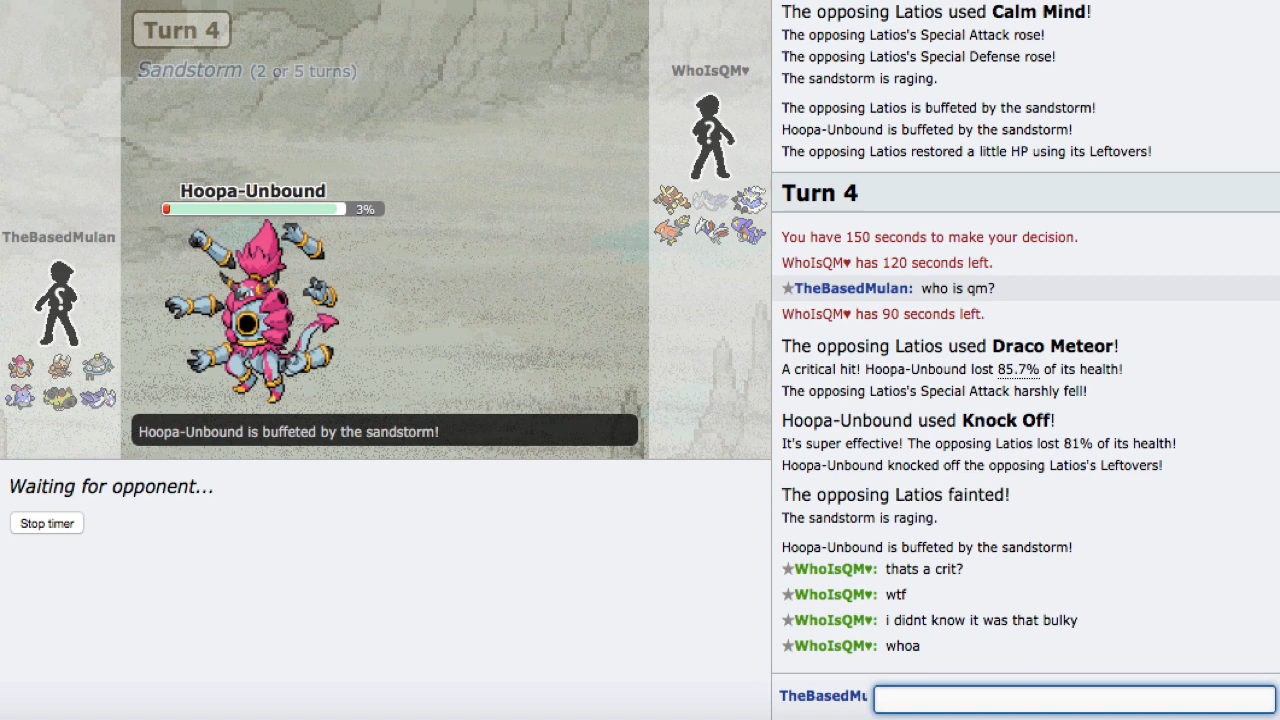 Turn 4
Sandstorm (2 or 5 turns)
WhoIsQM♥
Hoopa-Unbound
3%
TheBasedMulan
?
?
Hoopa-Unbound is buffeted by the sandstorm!
Waiting for opponent...
Stop timer
The opposing Latios used Calm Mind!
The opposing Latios's Special Attack rose!
The opposing Latios's Special Defense rose!
The sandstorm is raging.
The opposing Latios is buffeted by the sandstorm!
Hoopa-Unbound is buffeted by the sandstorm!
The opposing Latios restored a little HP using its Leftovers!
Turn 4
You have 150 seconds to make your decision.
WhoIsQM♥ has 120 seconds left.
★TheBasedMulan: who is qm?
WhoIsQM♥ has 90 seconds left.
The opposing Latios used Draco Meteor!
A critical hit! Hoopa-Unbound lost 85.7% of its health!
The opposing Latios's Special Attack harshly fell!
Hoopa-Unbound used Knock Off!
It's super effective! The opposing Latios lost 81% of its health!
Hoopa-Unbound knocked off the opposing Latios's Leftovers!
The opposing Latios fainted!
The sandstorm is raging.
Hoopa-Unbound is buffeted by the sandstorm!
★WhoIsQM♥: thats a crit?
★WhoIsQM♥: wtf
★WhoIsQM♥: i didnt know it was that bulky
★WhoIsQM♥: whoa
TheBasedMu